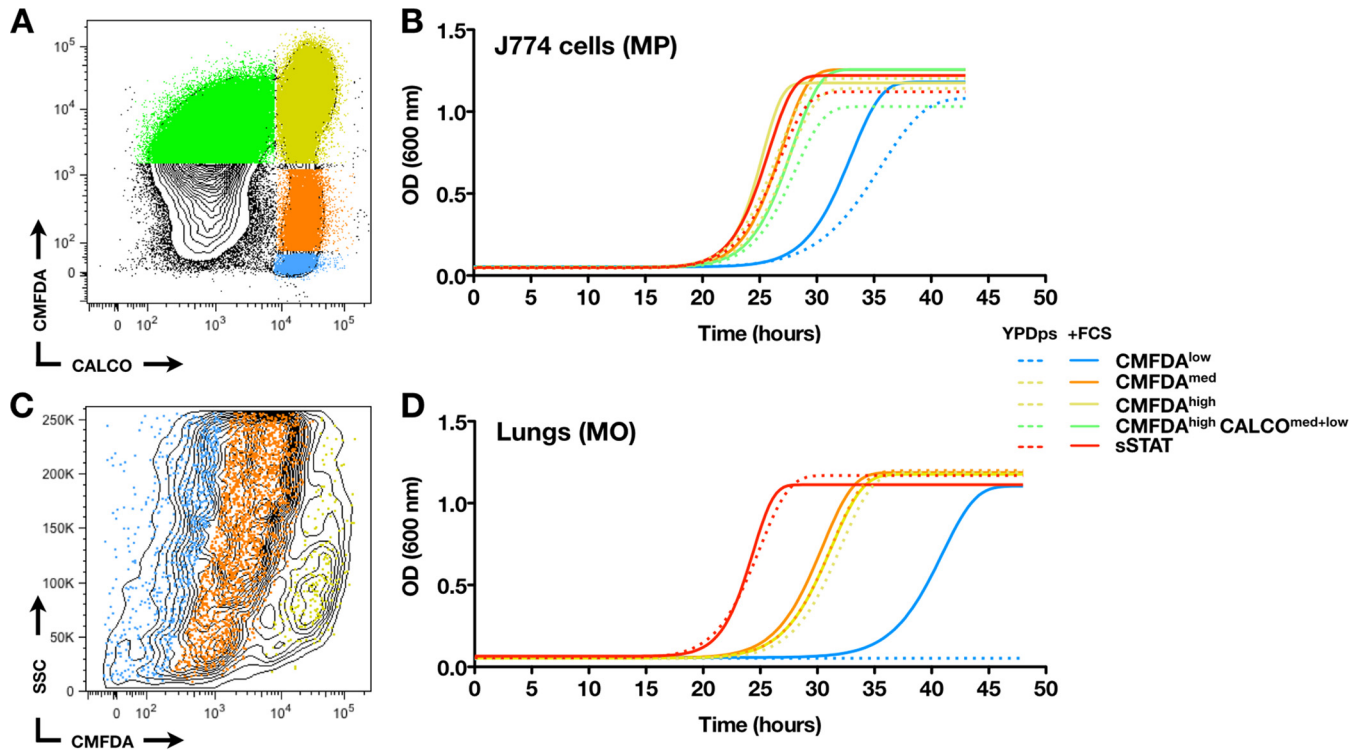 A
10⁵
10⁴
10³
10²
0
CMFDA
0 10² 10³ 10⁴ 10⁵
CALCO
B
J774 cells (MP)
1.5
1.0
0.5
0.0
OD (600 nm)
0 5 10 15 20 25 30 35 40 45 50
Time (hours)
YPDps +FCS
CMFDAˡᵒʷ
CMFDAᵐᵉᵈ
CMFDAʰⁱᵍʰ
CMFDAʰⁱᵍʰ CALCOᵐᵉᵈ⁺ˡᵒʷ
sSTAT
C
250K
200K
150K
100K
50K
0
SSC
0 10² 10³ 10⁴ 10⁵
CMFDA
D
Lungs (MO)
1.5
1.0
0.5
0.0
OD (600 nm)
0 5 10 15 20 25 30 35 40 45 50
Time (hours)